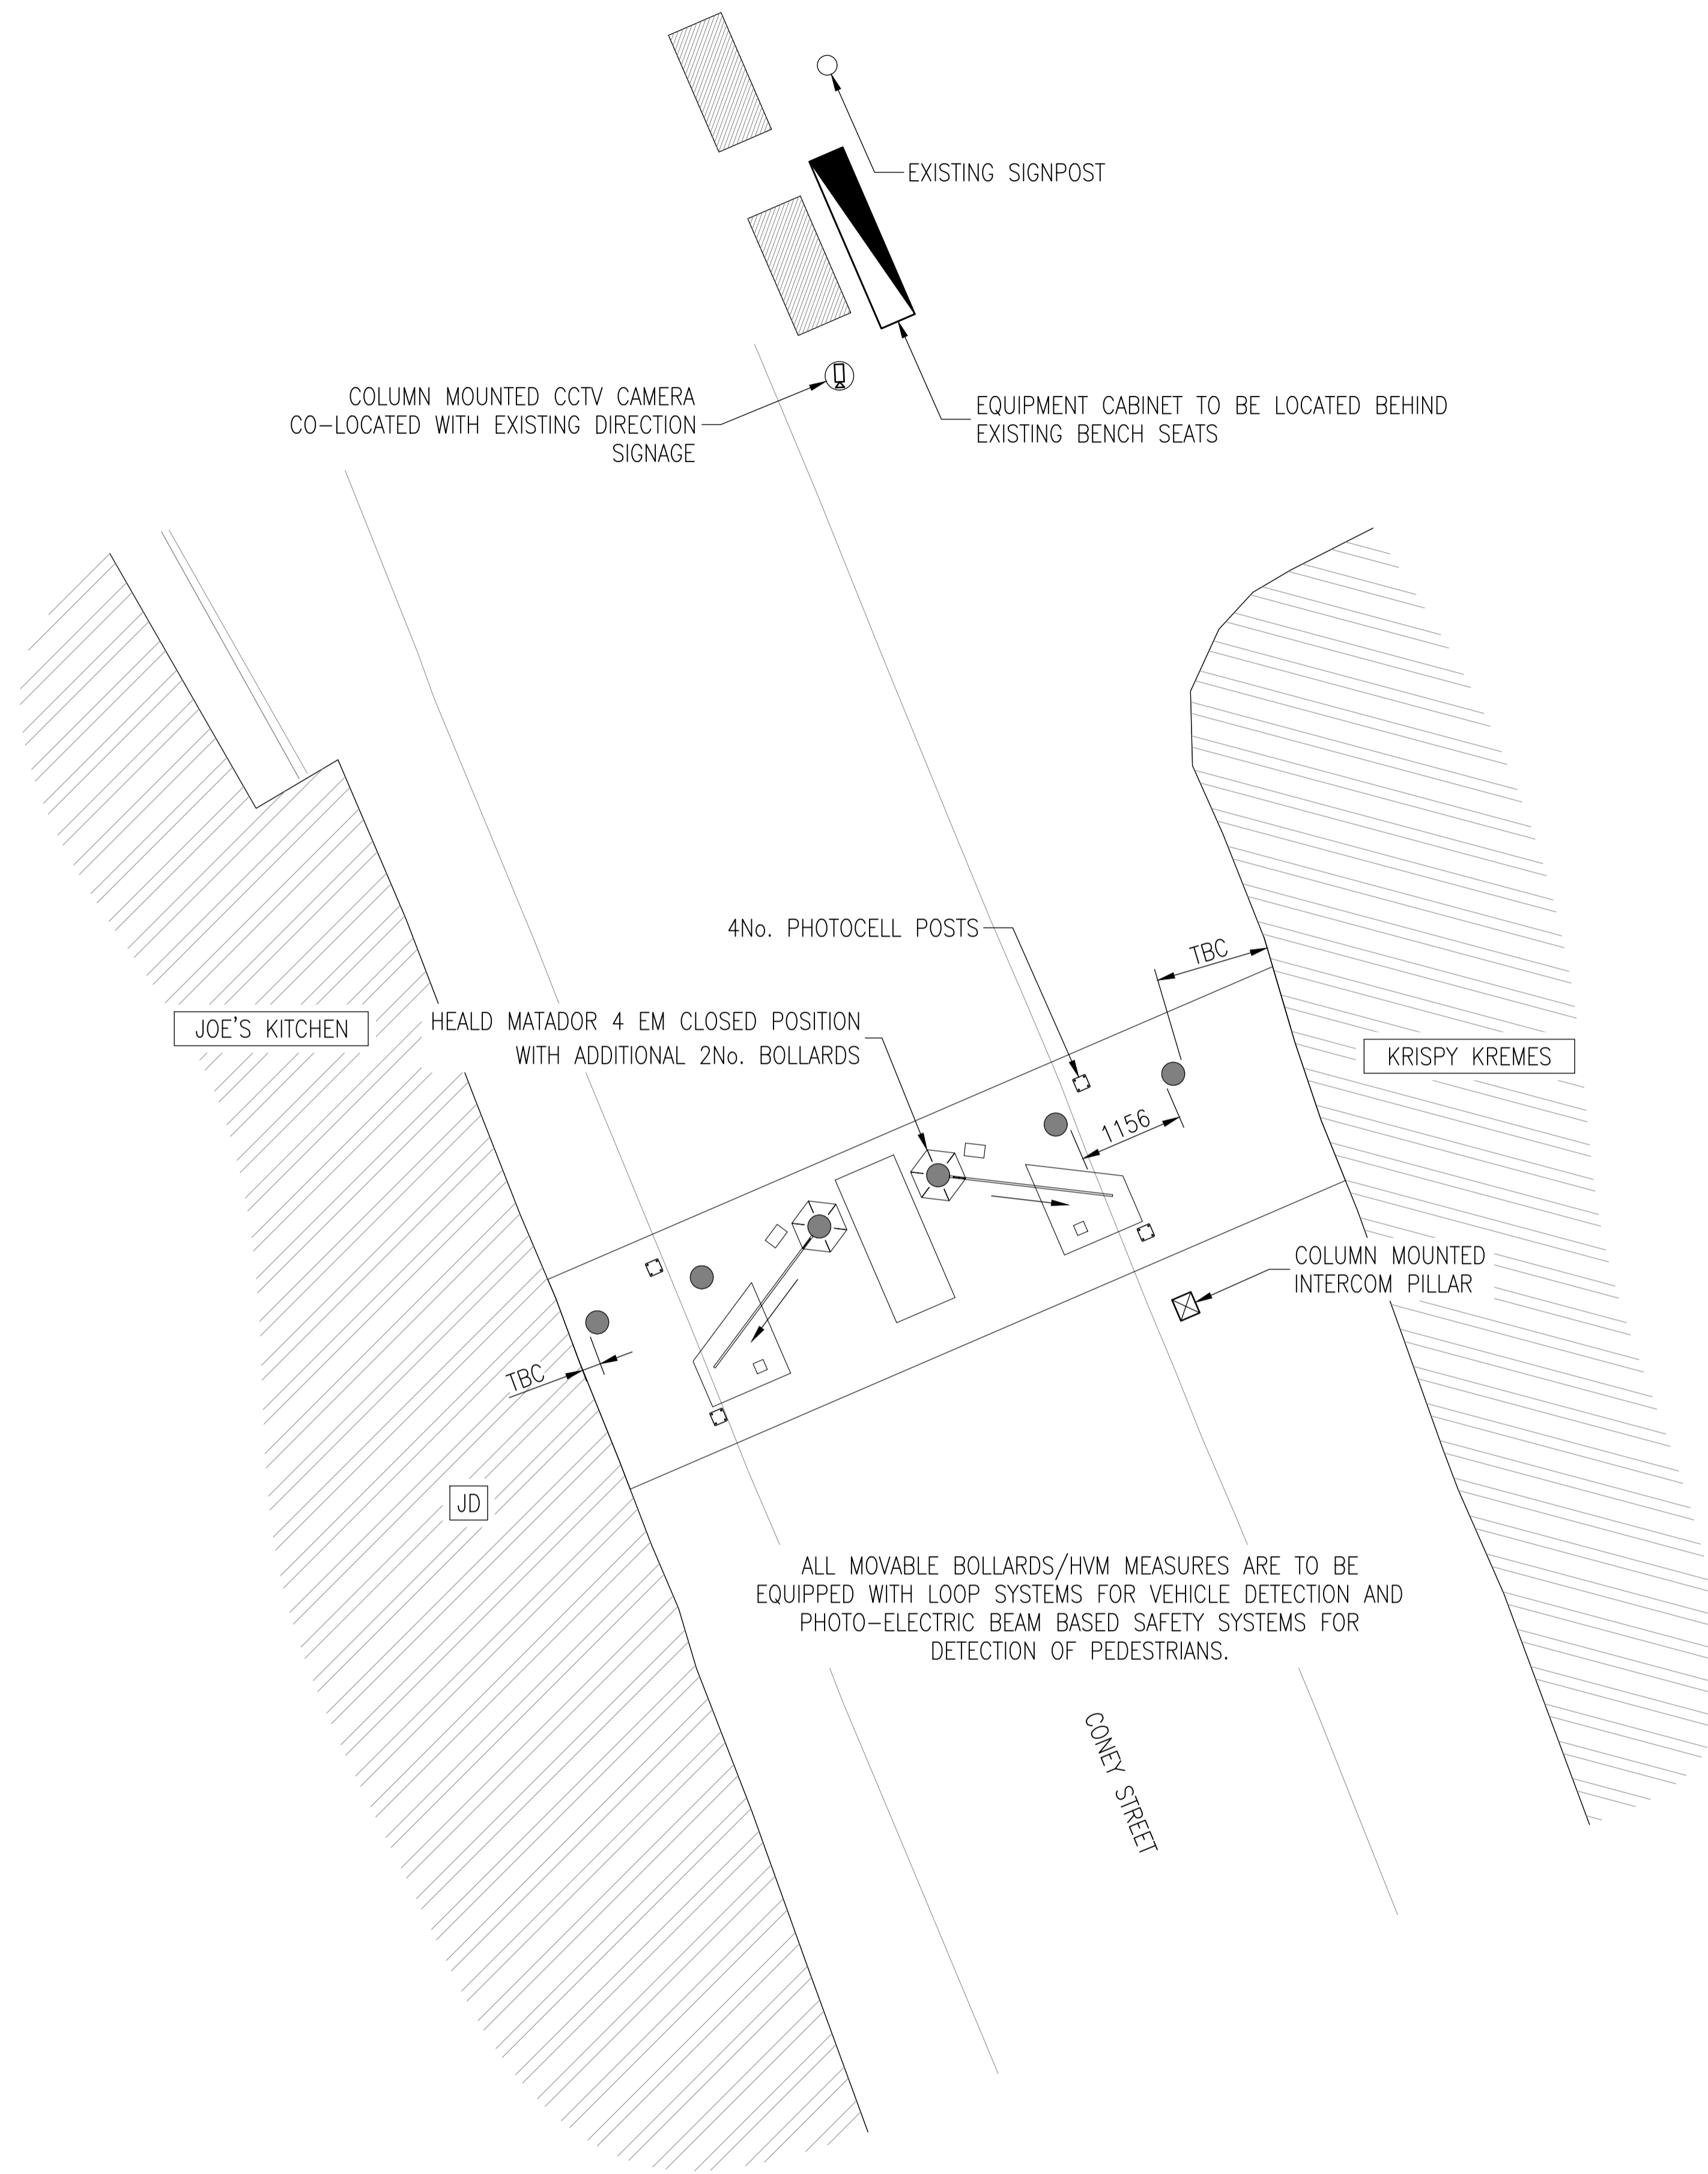 EXISTING SIGNPOST
COLUMN MOUNTED CCTV CAMERA
CO-LOCATED WITH EXISTING DIRECTION
SIGNAGE
EQUIPMENT CABINET TO BE LOCATED BEHIND
EXISTING BENCH SEATS
4No. PHOTOCELL POSTS
TBC
JOE'S KITCHEN
HEALD MATADOR 4 EM CLOSED POSITION
WITH ADDITIONAL 2No. BOLLARDS
KRISPY KREMES
1156
COLUMN MOUNTED
INTERCOM PILLAR
TBC
JD
ALL MOVABLE BOLLARDS/HVM MEASURES ARE TO BE
EQUIPPED WITH LOOP SYSTEMS FOR VEHICLE DETECTION AND
PHOTO-ELECTRIC BEAM BASED SAFETY SYSTEMS FOR
DETECTION OF PEDESTRIANS.
CONEY STREET